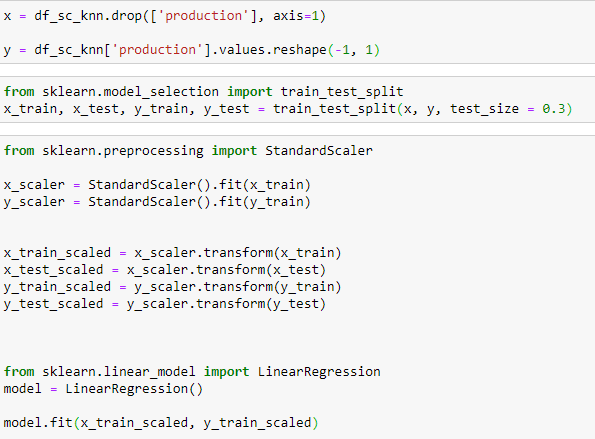 x = df_sc_knn.drop(['production'], axis=1)
y = df_sc_knn['production'].values.reshape(-1, 1)
from sklearn.model_selection import train_test_split
x_train, x_test, y_train, y_test = train_test_split(x, y, test_size = 0.3)
from sklearn.preprocessing import StandardScaler
x_scaler = StandardScaler().fit(x_train)
y_scaler = StandardScaler().fit(y_train)
x_train_scaled = x_scaler.transform(x_train)
x_test_scaled = x_scaler.transform(x_test)
y_train_scaled = y_scaler.transform(y_train)
y_test_scaled = y_scaler.transform(y_test)
from sklearn.linear_model import LinearRegression
model = LinearRegression()
model.fit(x_train_scaled, y_train_scaled)